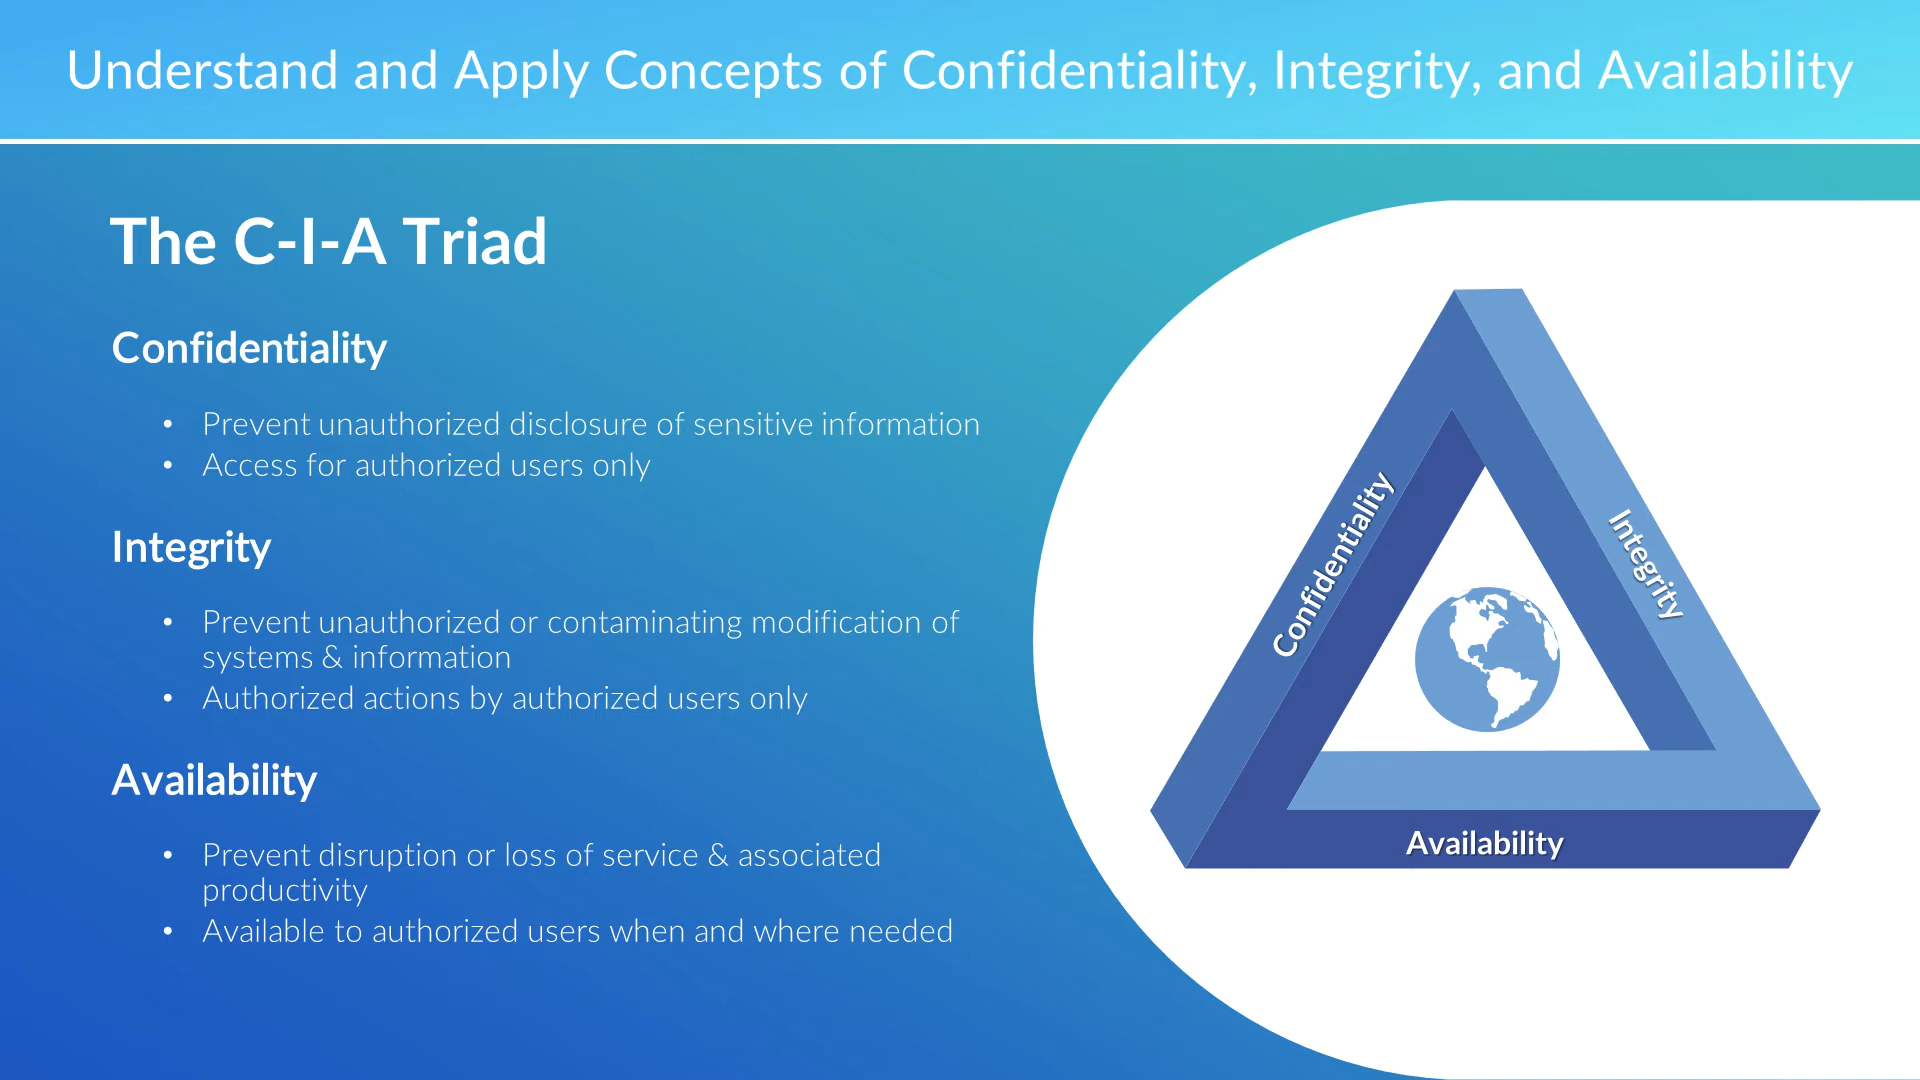 Understand and Apply Concepts of Confidentiality, Integrity, and Availability
The C-I-A Triad
Confidentiality
• Prevent unauthorized disclosure of sensitive information
• Access for authorized users only
Integrity
• Prevent unauthorized or contaminating modification of
systems & information
• Authorized actions by authorized users only
Availability
• Prevent disruption or loss of service & associated
productivity
• Available to authorized users when and where needed
Confidentiality
Integrity
Availability